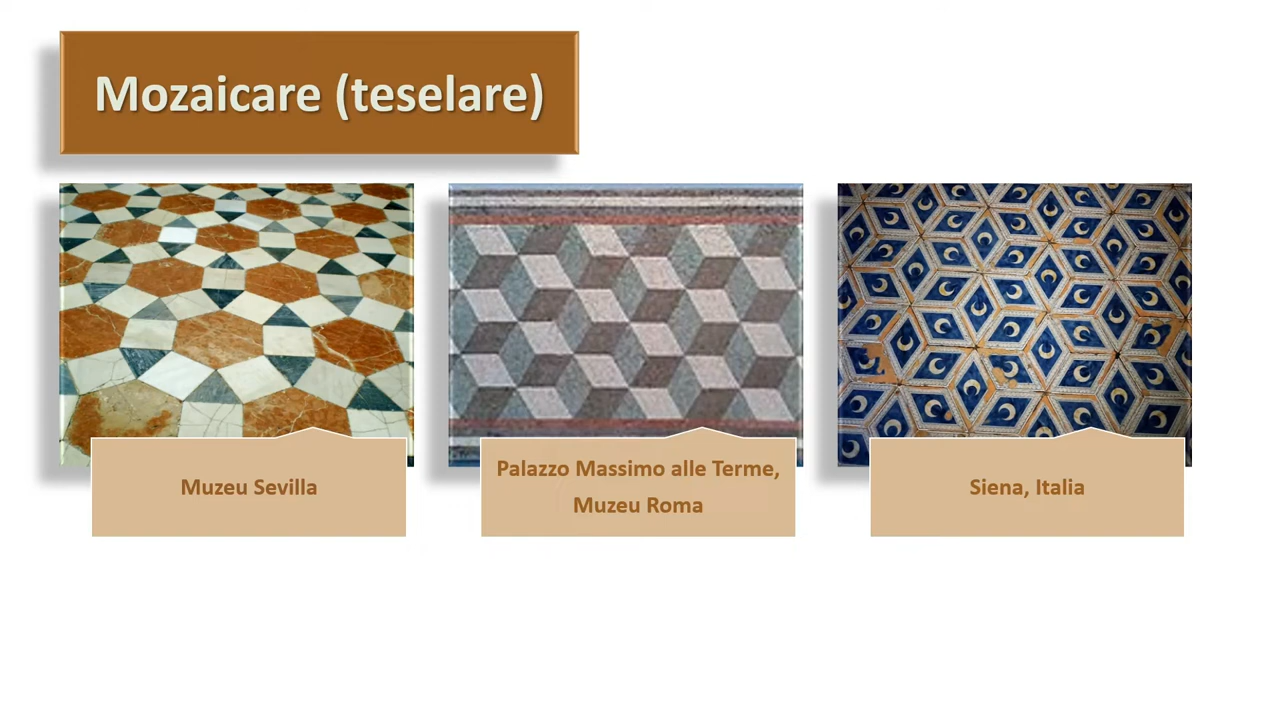 Mozaicare (teselare)
Muzeu Sevilla
Palazzo Massimo alle Terme,
Muzeu Roma
Siena, Italia